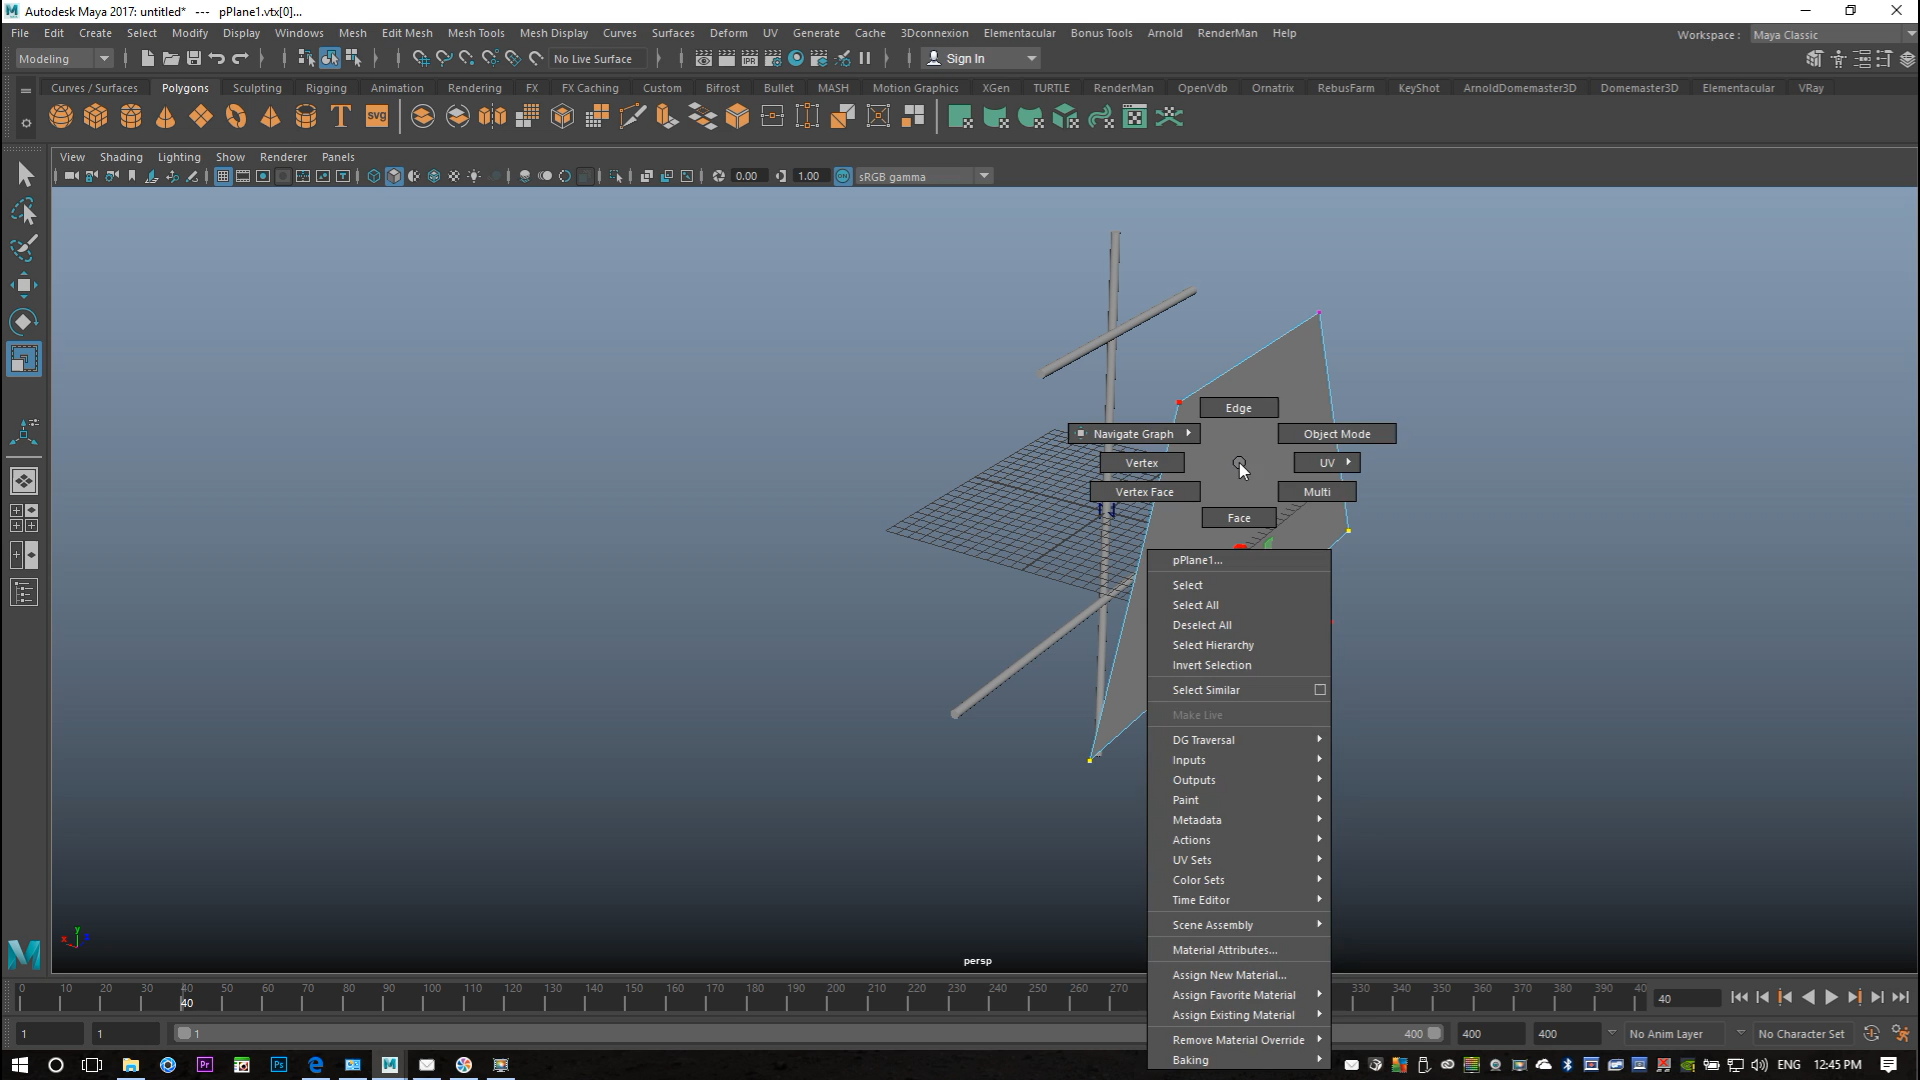 Autodesk Maya 2017: untitled*   ---   pPlane1.vtx[0]...
File Edit Create Select Modify Display Windows Mesh Edit Mesh Mesh Tools Mesh Display Curves Surfaces Deform UV Generate Cache 3Dconnexion Elementacular Bonus Tools Arnold RenderMan Help Workspace : Maya Classic
Modeling No Live Surface IPR Sign In
Curves / Surfaces Polygons Sculpting Rigging Animation Rendering FX FX Caching Custom Bifrost Bullet MASH Motion Graphics XGen TURTLE RenderMan OpenVdb Ornatrix RebusFarm KeyShot ArnoldDomemaster3D Domemaster3D Elementacular VRay
T svg
View Shading Lighting Show Renderer Panels
0.00 1.00 ON sRGB gamma
Edge
Navigate Graph Object Mode
Vertex UV
Vertex Face Multi
Face
pPlane1...
Select
Select All
Deselect All
Select Hierarchy
Invert Selection
Select Similar
Make Live
DG Traversal
Inputs
Outputs
Paint
Metadata
Actions
UV Sets
Color Sets
Time Editor
Scene Assembly
Material Attributes...
Assign New Material...
Assign Favorite Material
Assign Existing Material
Remove Material Override
Baking
y
x
persp
0 10 20 30 40 50 60 70 80 90 100 110 120 130 140 150 160 170 180 190 200 210 220 230 240 250 260 270 330 340 350 360 370 380 390 40
40 40
1 1 1 400 400 400 No Anim Layer No Character Set
Pr Ps M ENG 12:45 PM